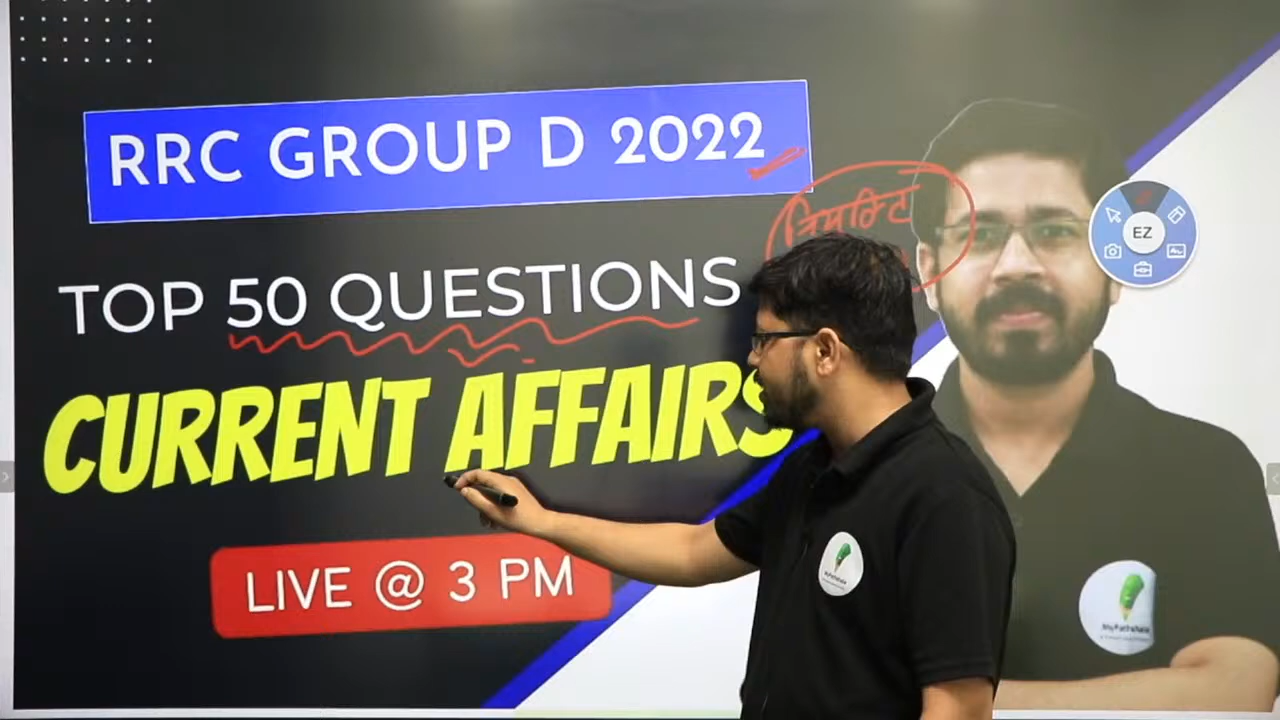 RRC GROUP D 2022
TOP 50 QUESTIONS
CURRENT AFFAIRS
LIVE @ 3 PM
EZ